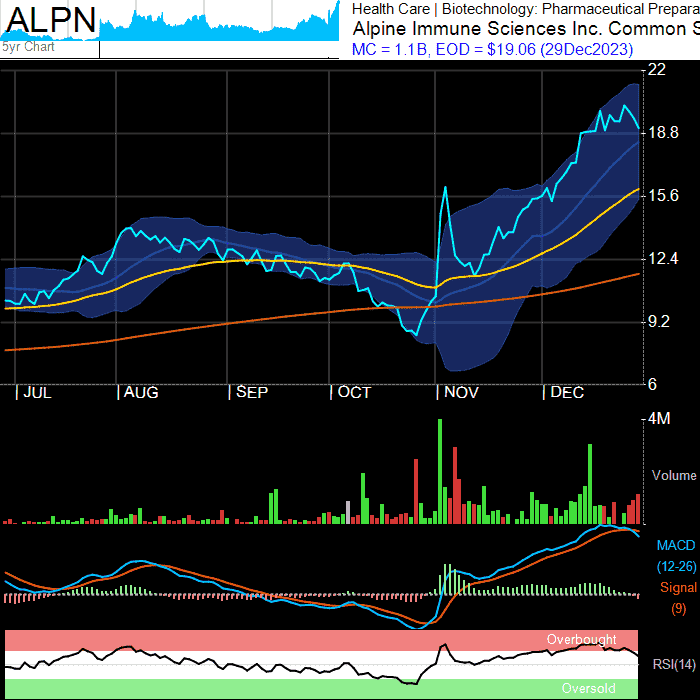 ALPN
5yr Chart
Health Care | Biotechnology: Pharmaceutical Prepara
Alpine Immune Sciences Inc. Common S
MC = 1.1B, EOD = $19.06 (29Dec2023)
22
18.8
15.6
12.4
9.2
6
JUL
AUG
SEP
OCT
NOV
DEC
4M
Volume
MACD
(12-26)
Signal
(9)
Overbought
RSI(14)
Oversold